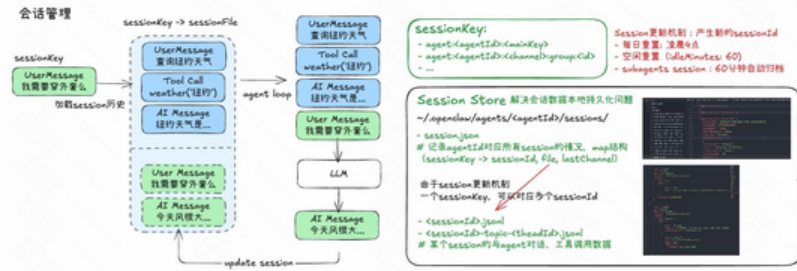 会话管理
sessionKey
UserMessage
我需要穿外套么
加载session历史
sessionKey -> sessionFile
UserMessage
查询纽约天气
Tool Call
weather('纽约')
AI Message
纽约天气是...
User Message
我需要穿外套么
AI Message
今天风很大...
agent loop
update session
UserMessage
查询纽约天气
Tool Call
weather('纽约')
AI Message
纽约天气是...
User Message
我需要穿外套么
LLM
AI Message
今天风很大...
sessionKey:
- agent:<agentId>:<mainKey>
- agent:<agentId>:<channel>:group:<id>
- ...
Session更新机制：产生新的sessionId
- 每日重置: 凌晨4点
- 空闲重置 (idleMinutes: 60)
- subagents session：60分钟自动归档
Session Store 解决会话数据本地持久化问题
~/.openclaw/agents/<agentId>/sessions/
- session.json
# 记录agentId对应所有session的情况，map结构
(sessionKey -> sessionId, file, lastChannel)
由于session更新机制
一个sessionKey，可以对应多个sessionId
- <sessionId>.jsonl
- <sessionId>-topic-<theadId>.jsonl
# 某个session的与agent对话、工具调用数据